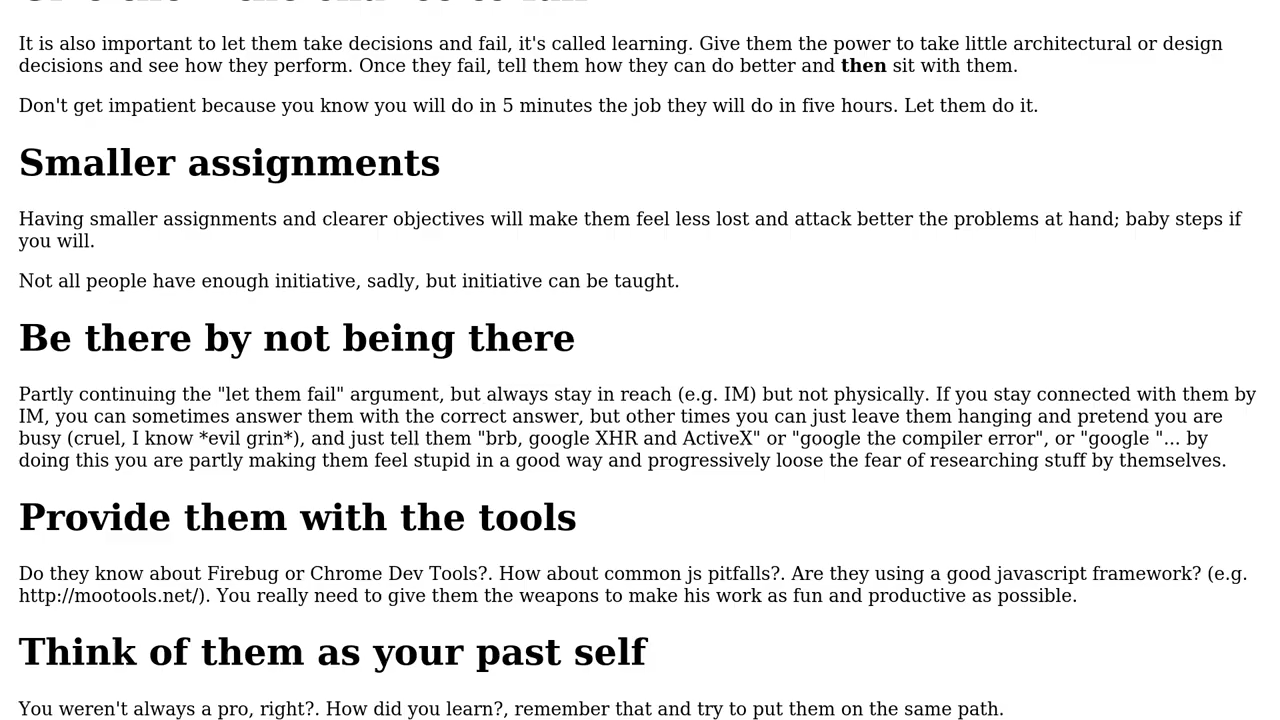 It is also important to let them take decisions and fail, it's called learning. Give them the power to take little architectural or design
decisions and see how they perform. Once they fail, tell them how they can do better and then sit with them.
Don't get impatient because you know you will do in 5 minutes the job they will do in five hours. Let them do it.
Smaller assignments
Having smaller assignments and clearer objectives will make them feel less lost and attack better the problems at hand; baby steps if
you will.
Not all people have enough initiative, sadly, but initiative can be taught.
Be there by not being there
Partly continuing the "let them fail" argument, but always stay in reach (e.g. IM) but not physically. If you stay connected with them by
IM, you can sometimes answer them with the correct answer, but other times you can just leave them hanging and pretend you are
busy (cruel, I know *evil grin*), and just tell them "brb, google XHR and ActiveX" or "google the compiler error", or "google "... by
doing this you are partly making them feel stupid in a good way and progressively loose the fear of researching stuff by themselves.
Provide them with the tools
Do they know about Firebug or Chrome Dev Tools?. How about common js pitfalls?. Are they using a good javascript framework? (e.g.
http://mootools.net/). You really need to give them the weapons to make his work as fun and productive as possible.
Think of them as your past self
You weren't always a pro, right?. How did you learn?, remember that and try to put them on the same path.